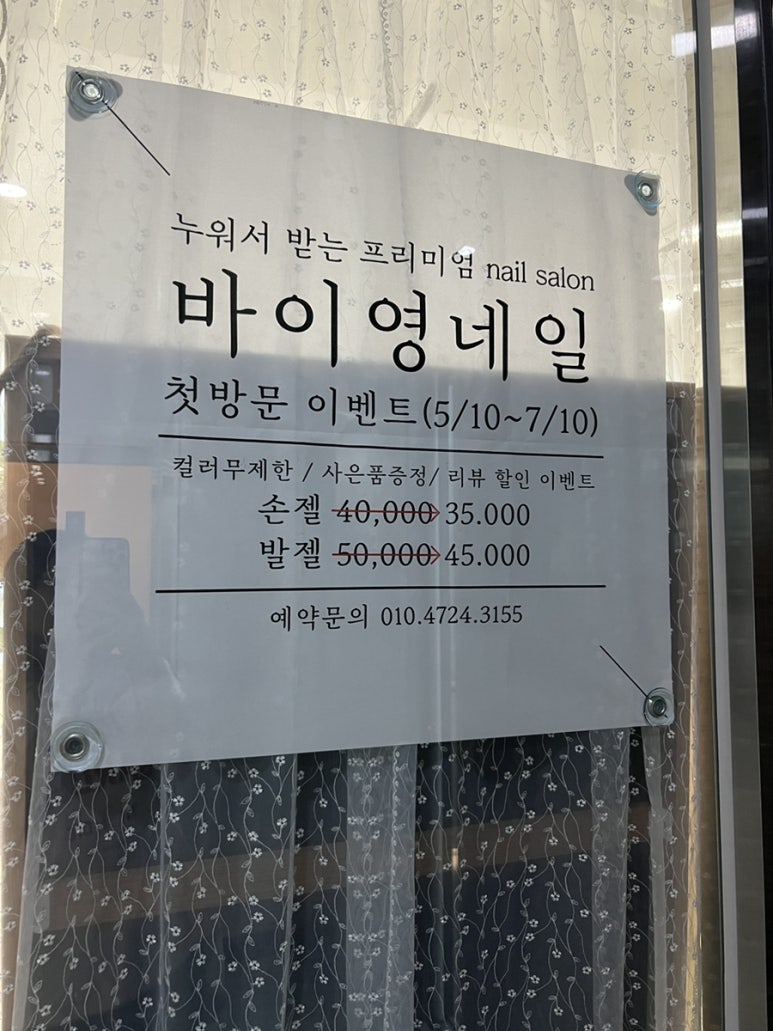 누워서 받는 프리미엄 nail salon
바이영네일
첫방문 이벤트(5/10~7/10)
컬러무제한 / 사은품증정/ 리뷰 할인 이벤트
손젤 40,000 35.000
발젤 50,000 45.000
예약문의 010.4724.3155